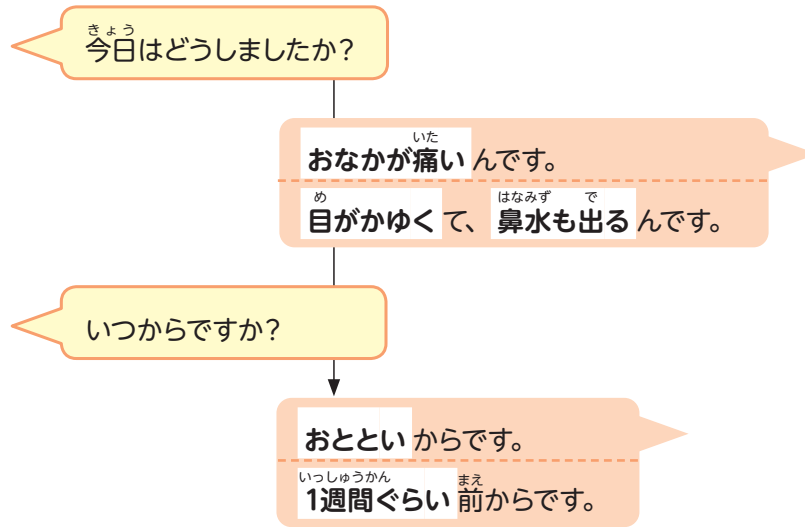 きょう
今日はどうしましたか？
いた
おなかが痛いんです。
め はなみず で
目がかゆくて、鼻水も出るんです。
いつからですか？
おとといからです。
いっしゅうかん まえ
1週間ぐらい前からです。